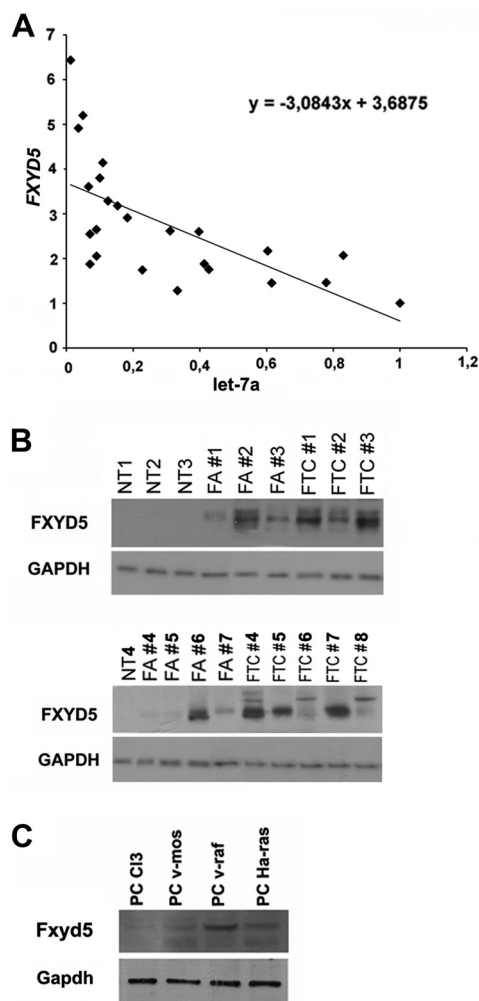 A
7
6
5
4
3
2
1
0
FXYD5
y = -3,0843x + 3,6875
0 0,2 0,4 0,6 0,8 1 1,2
let-7a
B
NT1 NT2 NT3 FA #1 FA #2 FA #3 FTC #1 FTC #2 FTC #3
FXYD5
GAPDH
NT4 FA #4 FA #5 FA #6 FA #7 FTC #4 FTC #5 FTC #6 FTC #7 FTC #8
FXYD5
GAPDH
C
PC Cl3 PC v-mos PC v-raf PC Ha-ras
Fxyd5
Gapdh